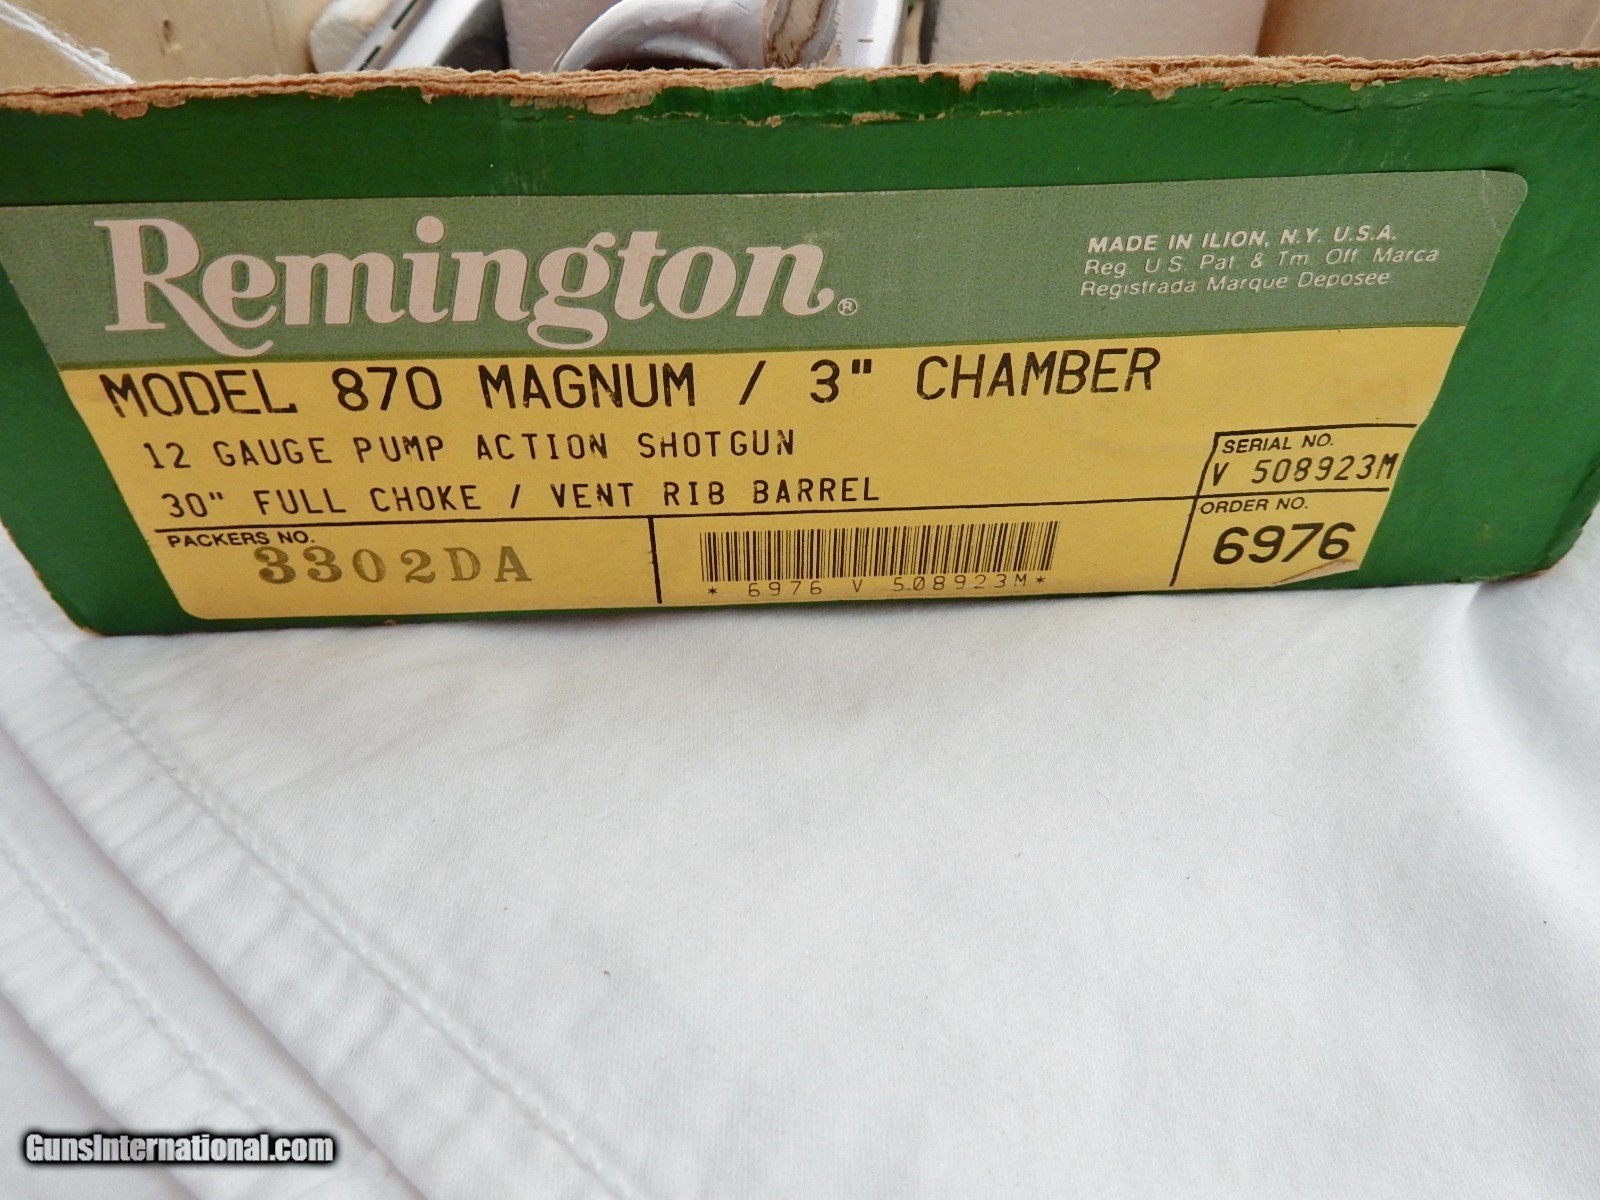 Remington®
MADE IN ILION, N.Y. U.S.A.
Reg. U.S. Pat. & Tm. Off. Marca
Registrada Marque Deposee.
MODEL 870 MAGNUM / 3" CHAMBER
12 GAUGE PUMP ACTION SHOTGUN
30" FULL CHOKE / VENT RIB BARREL
SERIAL NO.
V 508923M
PACKERS NO.
3302DA
* 6976 V 508923M *
ORDER NO.
6976
GunsInternational.com